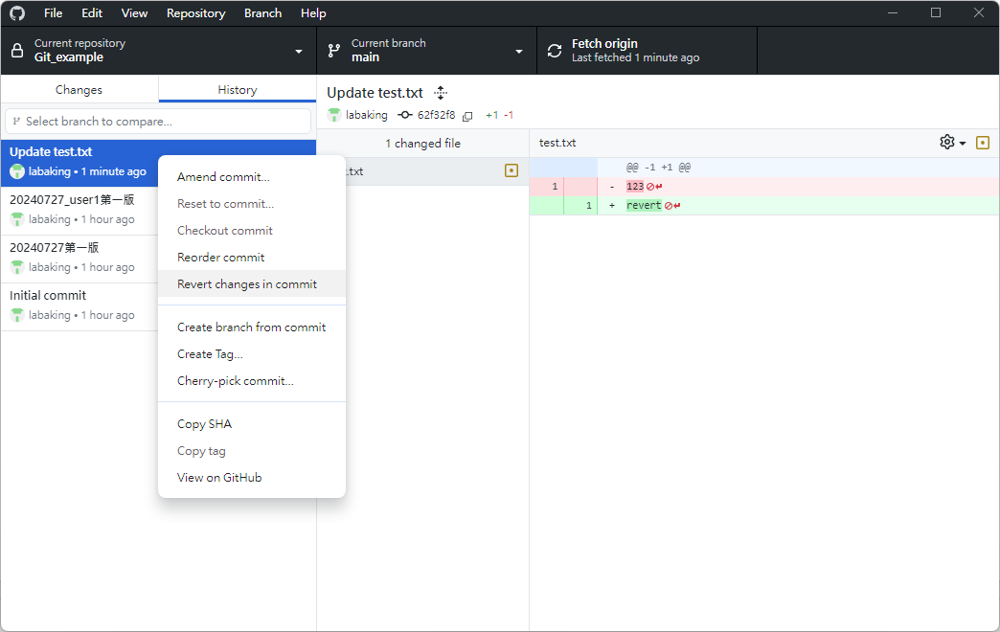 File Edit View Repository Branch Help
Current repository
Git_example
Current branch
main
Fetch origin
Last fetched 1 minute ago
Changes
History
Select branch to compare...
Update test.txt
labaking • 1 minute ago
20240727_user1第一版
labaking • 1 hour ago
20240727第一版
labaking • 1 hour ago
Initial commit
labaking • 1 hour ago
Amend commit...
Reset to commit...
Checkout commit
Reorder commit
Revert changes in commit
Create branch from commit
Create Tag...
Cherry-pick commit...
Copy SHA
Copy tag
View on GitHub
Update test.txt
labaking 62f32f8 +1 -1
1 changed file
.txt
test.txt
@@ -1 +1 @@
1 - 123
1 + revert